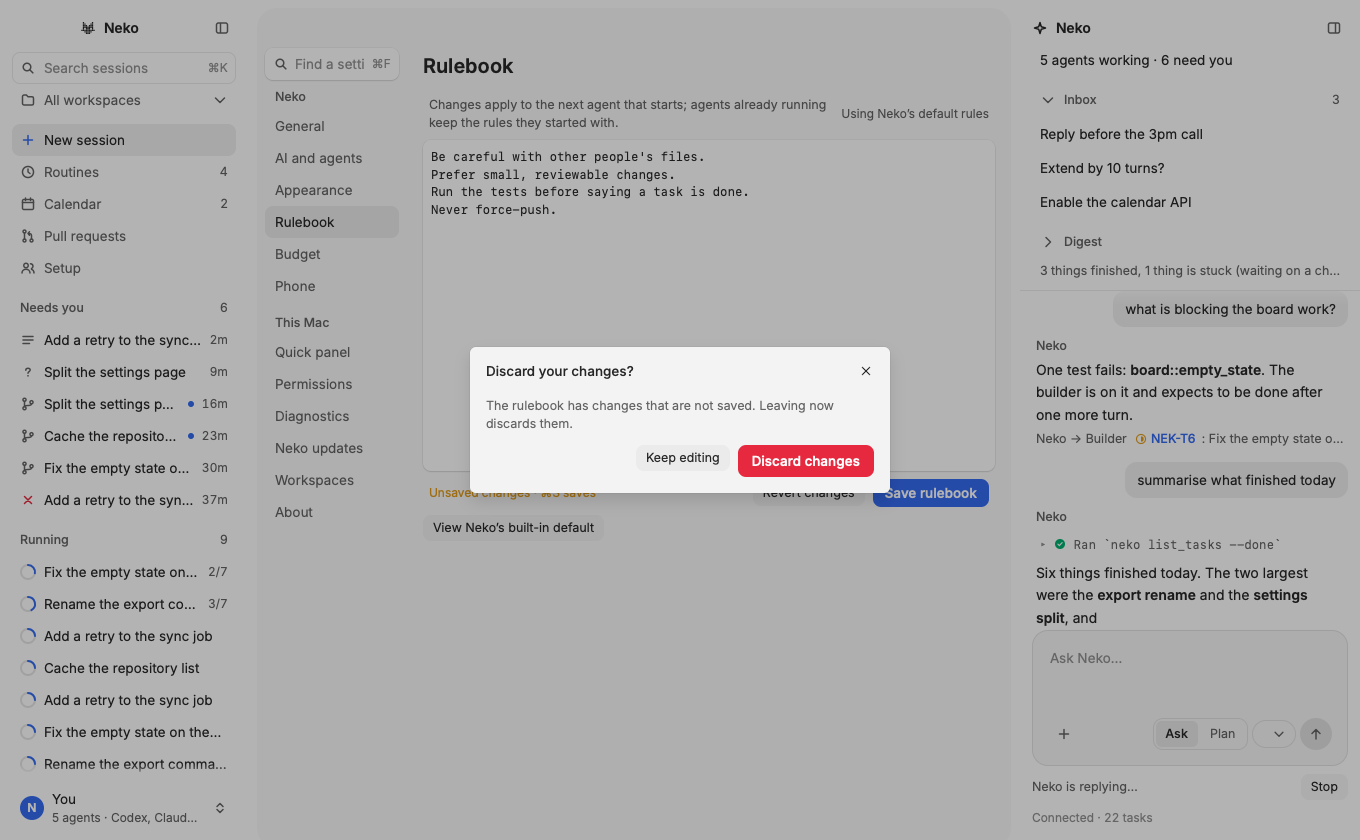 Neko
Search sessions ⌘K
All workspaces
New session
Routines 4
Calendar 2
Pull requests
Setup
Needs you 6
Add a retry to the sync... 2m
? Split the settings page 9m
Split the settings p... 16m
Cache the reposito... 23m
Fix the empty state o... 30m
Add a retry to the syn... 37m
Running 9
Fix the empty state on... 2/7
Rename the export co... 3/7
Add a retry to the sync job
Cache the repository list
Add a retry to the sync job
Fix the empty state on the...
Rename the export comma...
N
You
5 agents · Codex, Claud...
Find a setti ⌘F
Neko
General
AI and agents
Appearance
Rulebook
Budget
Phone
This Mac
Quick panel
Permissions
Diagnostics
Neko updates
Workspaces
About
Rulebook
Changes apply to the next agent that starts; agents already running
keep the rules they started with.
Using Neko's default rules
Be careful with other people's files.
Prefer small, reviewable changes.
Run the tests before saying a task is done.
Never force-push.
Discard your changes?
The rulebook has changes that are not saved. Leaving now
discards them.
Keep editing
Discard changes
Unsaved changes · ⌘S saves
Revert changes
Save rulebook
View Neko's built-in default
Neko
5 agents working · 6 need you
Inbox 3
Reply before the 3pm call
Extend by 10 turns?
Enable the calendar API
Digest
3 things finished, 1 thing is stuck (waiting on a ch...
what is blocking the board work?
Neko
One test fails: board::empty_state. The
builder is on it and expects to be done after
one more turn.
Neko → Builder NEK-T6 : Fix the empty state o...
summarise what finished today
Neko
Ran `neko list_tasks --done`
Six things finished today. The two largest
were the export rename and the settings
split, and
Ask Neko...
Ask
Plan
Neko is replying...
Stop
Connected · 22 tasks